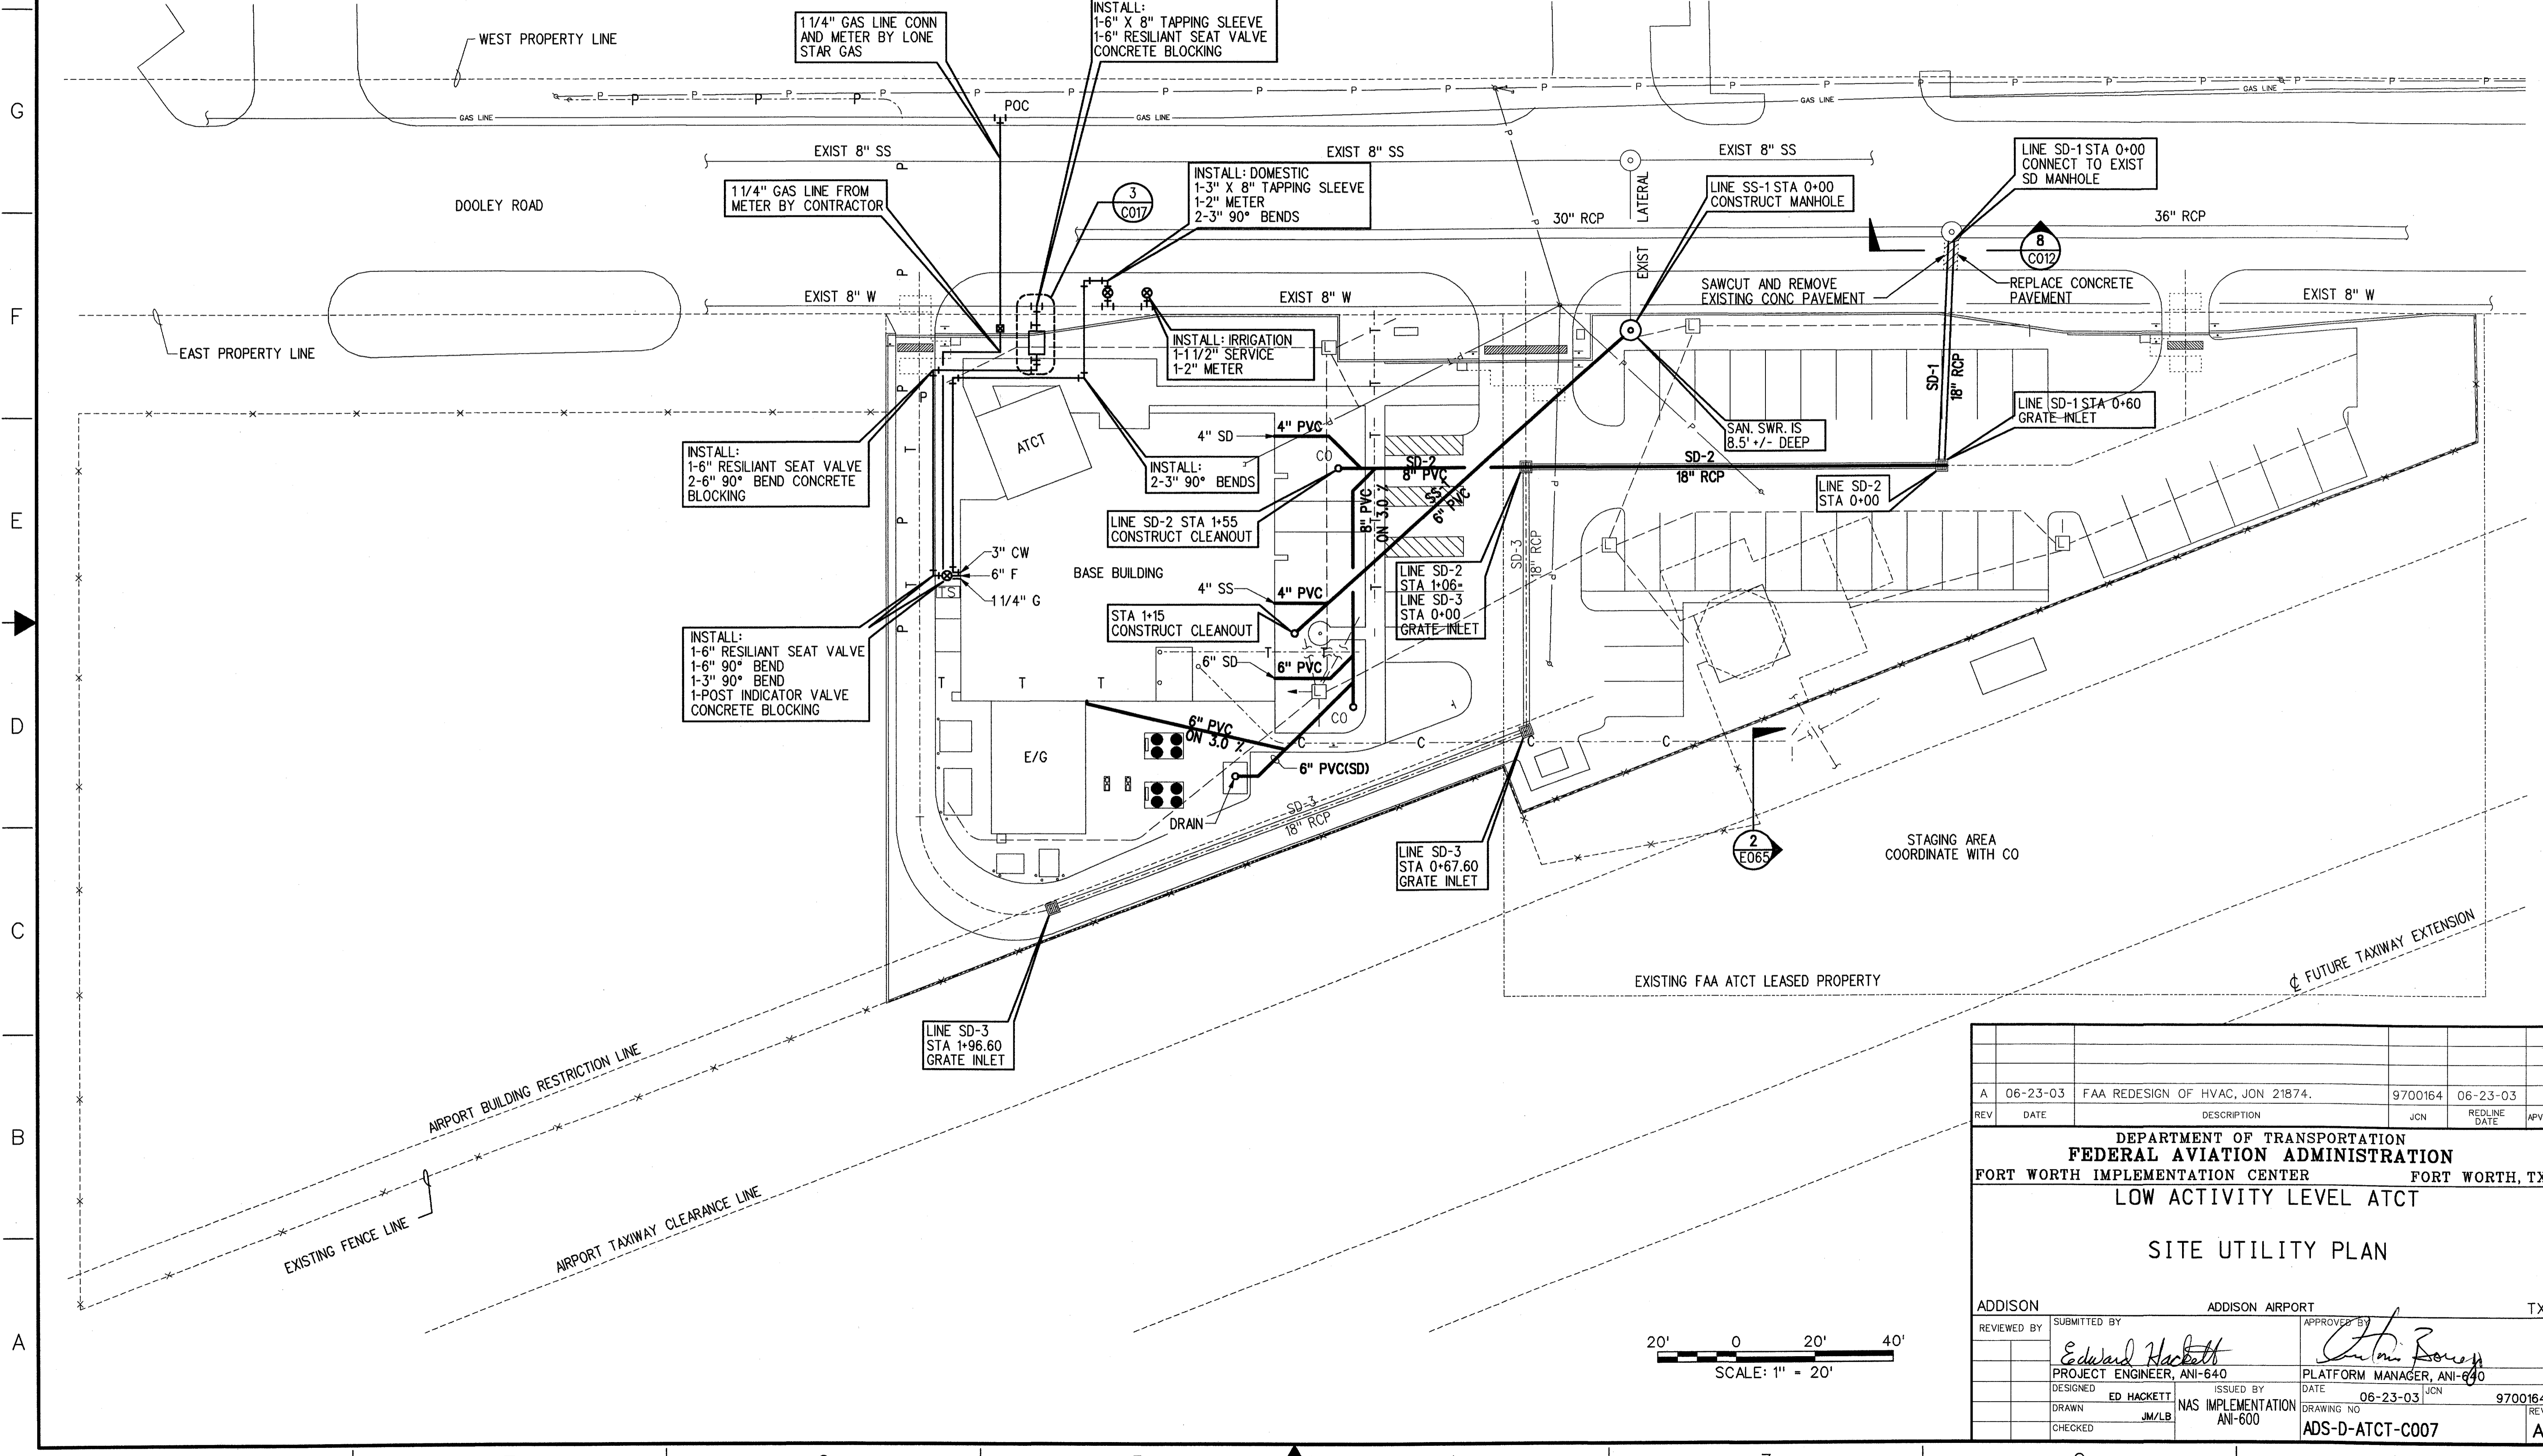 WEST PROPERTY LINE
1 1/4" GAS LINE CONN
AND METER BY LONE
STAR GAS
INSTALL:
1-6" X 8" TAPPING SLEEVE
1-6" RESILIANT SEAT VALVE
CONCRETE BLOCKING
G
P P P P P P P P P P P P P P P P P P P P P
POC
GAS LINE
GAS LINE
GAS LINE
GAS LINE
EXIST 8" SS
EXIST 8" SS
EXIST 8" SS
LINE SD-1 STA 0+00
CONNECT TO EXIST
SD MANHOLE
DOOLEY ROAD
1 1/4" GAS LINE FROM
METER BY CONTRACTOR
3
C017
INSTALL: DOMESTIC
1-3" X 8" TAPPING SLEEVE
1-2" METER
2-3" 90° BENDS
30" RCP
EXIST LATERAL
LINE SS-1 STA 0+00
CONSTRUCT MANHOLE
36" RCP
8
C012
SAWCUT AND REMOVE
EXISTING CONC PAVEMENT
REPLACE CONCRETE
PAVEMENT
F
EXIST 8" W
EXIST 8" W
EXIST 8" W
EAST PROPERTY LINE
INSTALL: IRRIGATION
1-1 1/2" SERVICE
1-2" METER
SD-1
18" RCP
LINE SD-1 STA 0+60
GRATE INLET
SAN. SWR. IS
8.5' +/- DEEP
ATCT
4" SD
4" PVC
CO
INSTALL:
1-6" RESILIANT SEAT VALVE
2-6" 90° BEND CONCRETE
BLOCKING
INSTALL:
2-3" 90° BENDS
SD-2
8" PVC
SD-2
18" RCP
LINE SD-2
STA 0+00
E
LINE SD-2 STA 1+55
CONSTRUCT CLEANOUT
8" PVC
ON 3.0 %
SS-1
6" PVC
SD-3
18" RCP
3" CW
6" F
1 1/4" G
BASE BUILDING
4" SS
4" PVC
LINE SD-2
STA 1+06=
LINE SD-3
STA 0+00
GRATE INLET
STA 1+15
CONSTRUCT CLEANOUT
INSTALL:
1-6" RESILIANT SEAT VALVE
1-6" 90° BEND
1-3" 90° BEND
1-POST INDICATOR VALVE
CONCRETE BLOCKING
6" SD
6" PVC
T T T
CO
D
6" PVC
ON 3.0 %
C C C C
E/G
6" PVC(SD)
DRAIN
SD-3
18" RCP
LINE SD-3
STA 0+67.60
GRATE INLET
2
E065
STAGING AREA
COORDINATE WITH CO
C
EXISTING FAA ATCT LEASED PROPERTY
℄ FUTURE TAXIWAY EXTENSION
LINE SD-3
STA 1+96.60
GRATE INLET
AIRPORT BUILDING RESTRICTION LINE
B
EXISTING FENCE LINE
AIRPORT TAXIWAY CLEARANCE LINE
A
20' 0 20' 40'
SCALE: 1" = 20'
A 06-23-03 FAA REDESIGN OF HVAC, JON 21874. 9700164 06-23-03
REV DATE DESCRIPTION JCN REDLINE DATE APV
DEPARTMENT OF TRANSPORTATION
FEDERAL AVIATION ADMINISTRATION
FORT WORTH IMPLEMENTATION CENTER FORT WORTH, TX
LOW ACTIVITY LEVEL ATCT
SITE UTILITY PLAN
ADDISON ADDISON AIRPORT TX
REVIEWED BY
SUBMITTED BY
Edward Hackett
PROJECT ENGINEER, ANI-640
APPROVED BY
PLATFORM MANAGER, ANI-640
DESIGNED ED HACKETT
DRAWN JM/LB
CHECKED
ISSUED BY
NAS IMPLEMENTATION
ANI-600
DATE 06-23-03 JCN 9700164
DRAWING NO REV
ADS-D-ATCT-C007 A